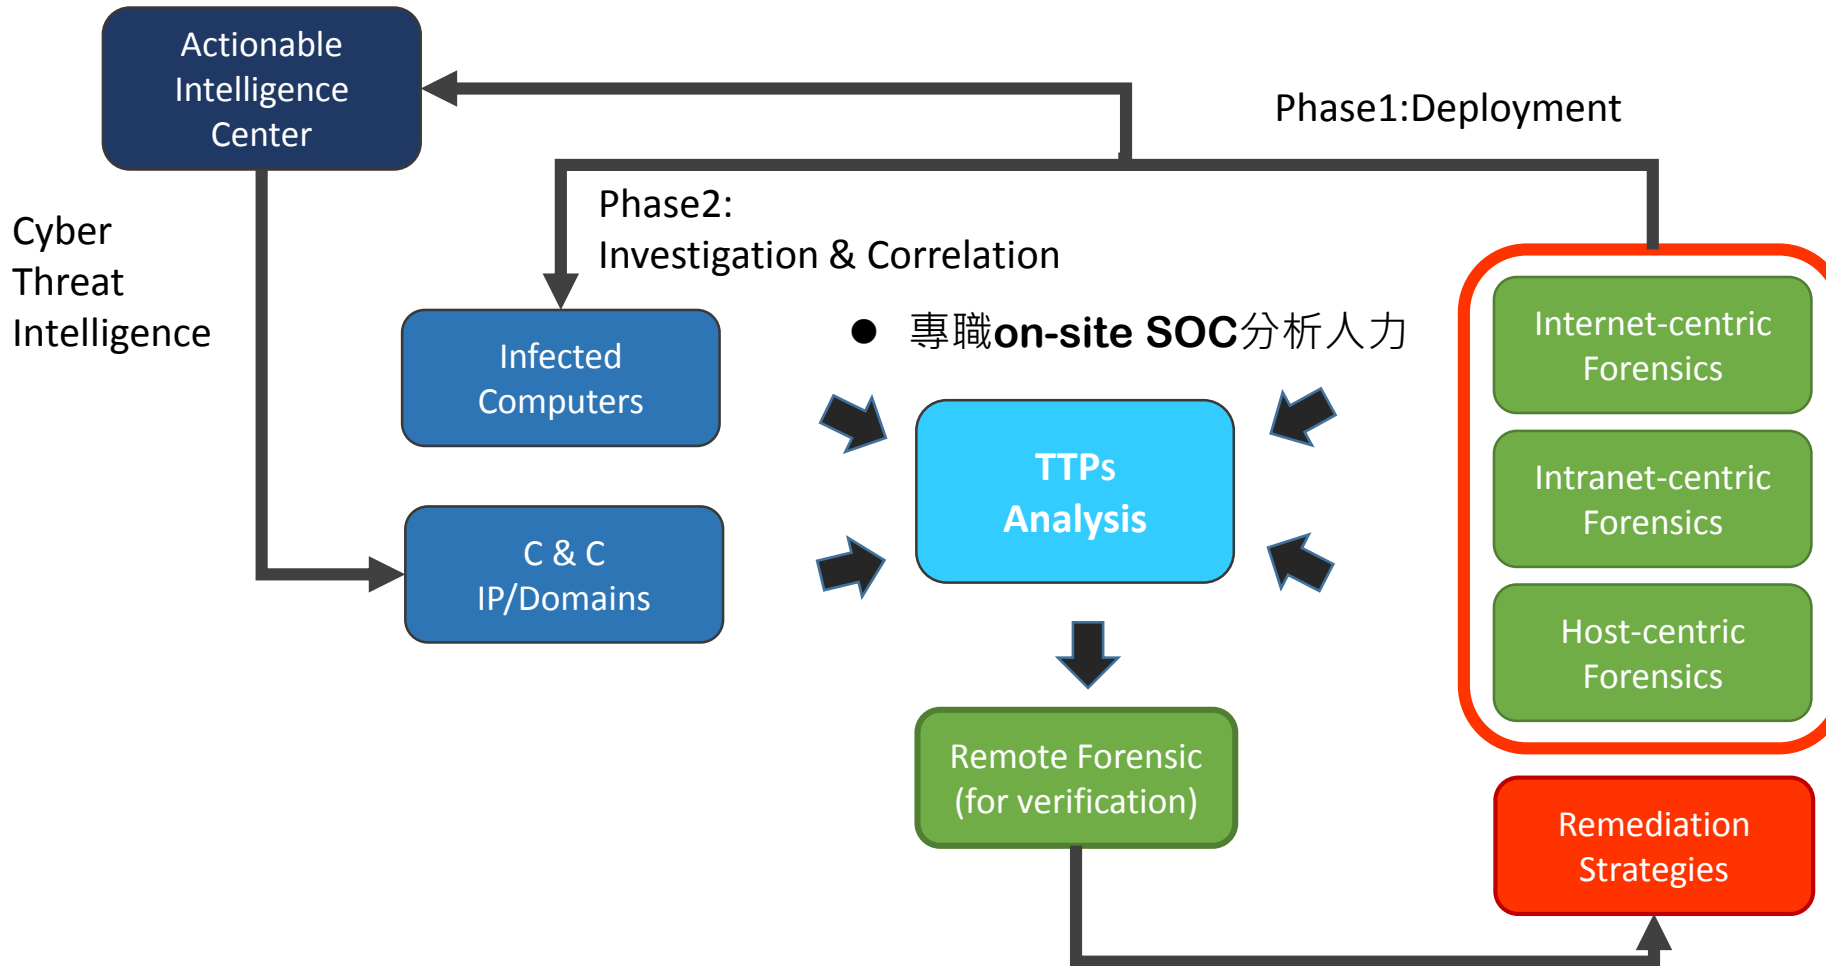 Actionable
Intelligence
Center
Phase1:Deployment
Cyber
Threat
Intelligence
Phase2:
Investigation & Correlation
● 專職on-site SOC分析人力
Infected
Computers
C & C
IP/Domains
TTPs
Analysis
Remote Forensic
(for verification)
Internet-centric
Forensics
Intranet-centric
Forensics
Host-centric
Forensics
Remediation
Strategies